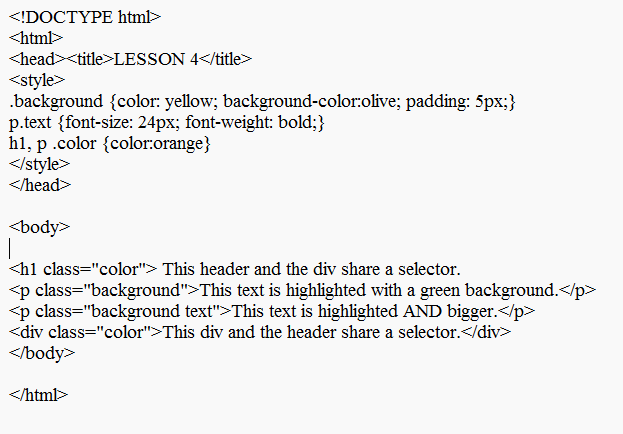 <!DOCTYPE html>
<html>
<head><title>LESSON 4</title>
<style>
.background {color: yellow; background-color:olive; padding: 5px;}
p.text {font-size: 24px; font-weight: bold;}
h1, p .color {color:orange}
</style>
</head>
<body>
<h1 class="color"> This header and the div share a selector.
<p class="background">This text is highlighted with a green background.</p>
<p class="background text">This text is highlighted AND bigger.</p>
<div class="color">This div and the header share a selector.</div>
</body>
</html>